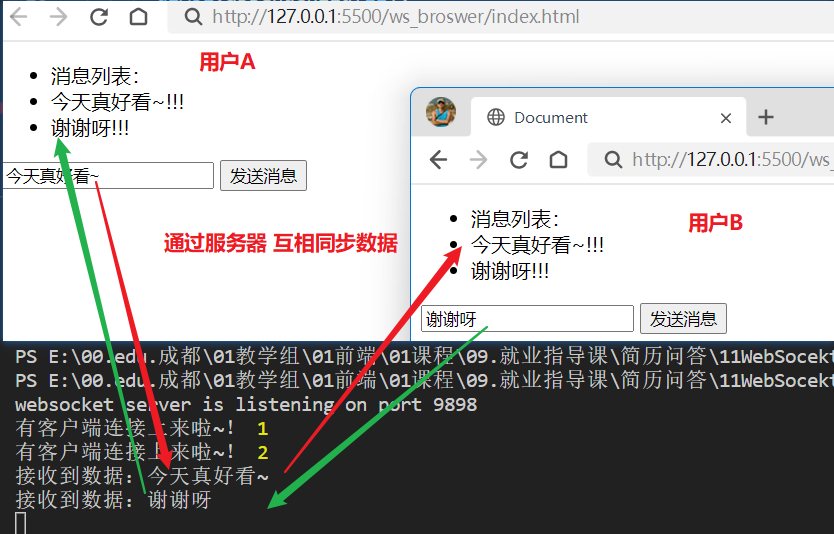 http://127.0.0.1:5500/ws_broswer/index.html
用户A
消息列表：
今天真好看~!!!
谢谢呀!!!
今天真好看~
发送消息
Document
http://127.0.0.1:5500/ws_
用户B
消息列表：
今天真好看~!!!
谢谢呀!!!
谢谢呀
发送消息
通过服务器 互相同步数据
PS E:\00.edu.成都\01教学组\01前端\01课程\09.就业指导课\简历问答\11WebSocekt
PS E:\00.edu.成都\01教学组\01前端\01课程\09.就业指导课\简历问答\11WebSocekt
websocket server is listening on port 9898
有客户端连接上来啦~! 1
有客户端连接上来啦~! 2
接收到数据：今天真好看~
接收到数据：谢谢呀